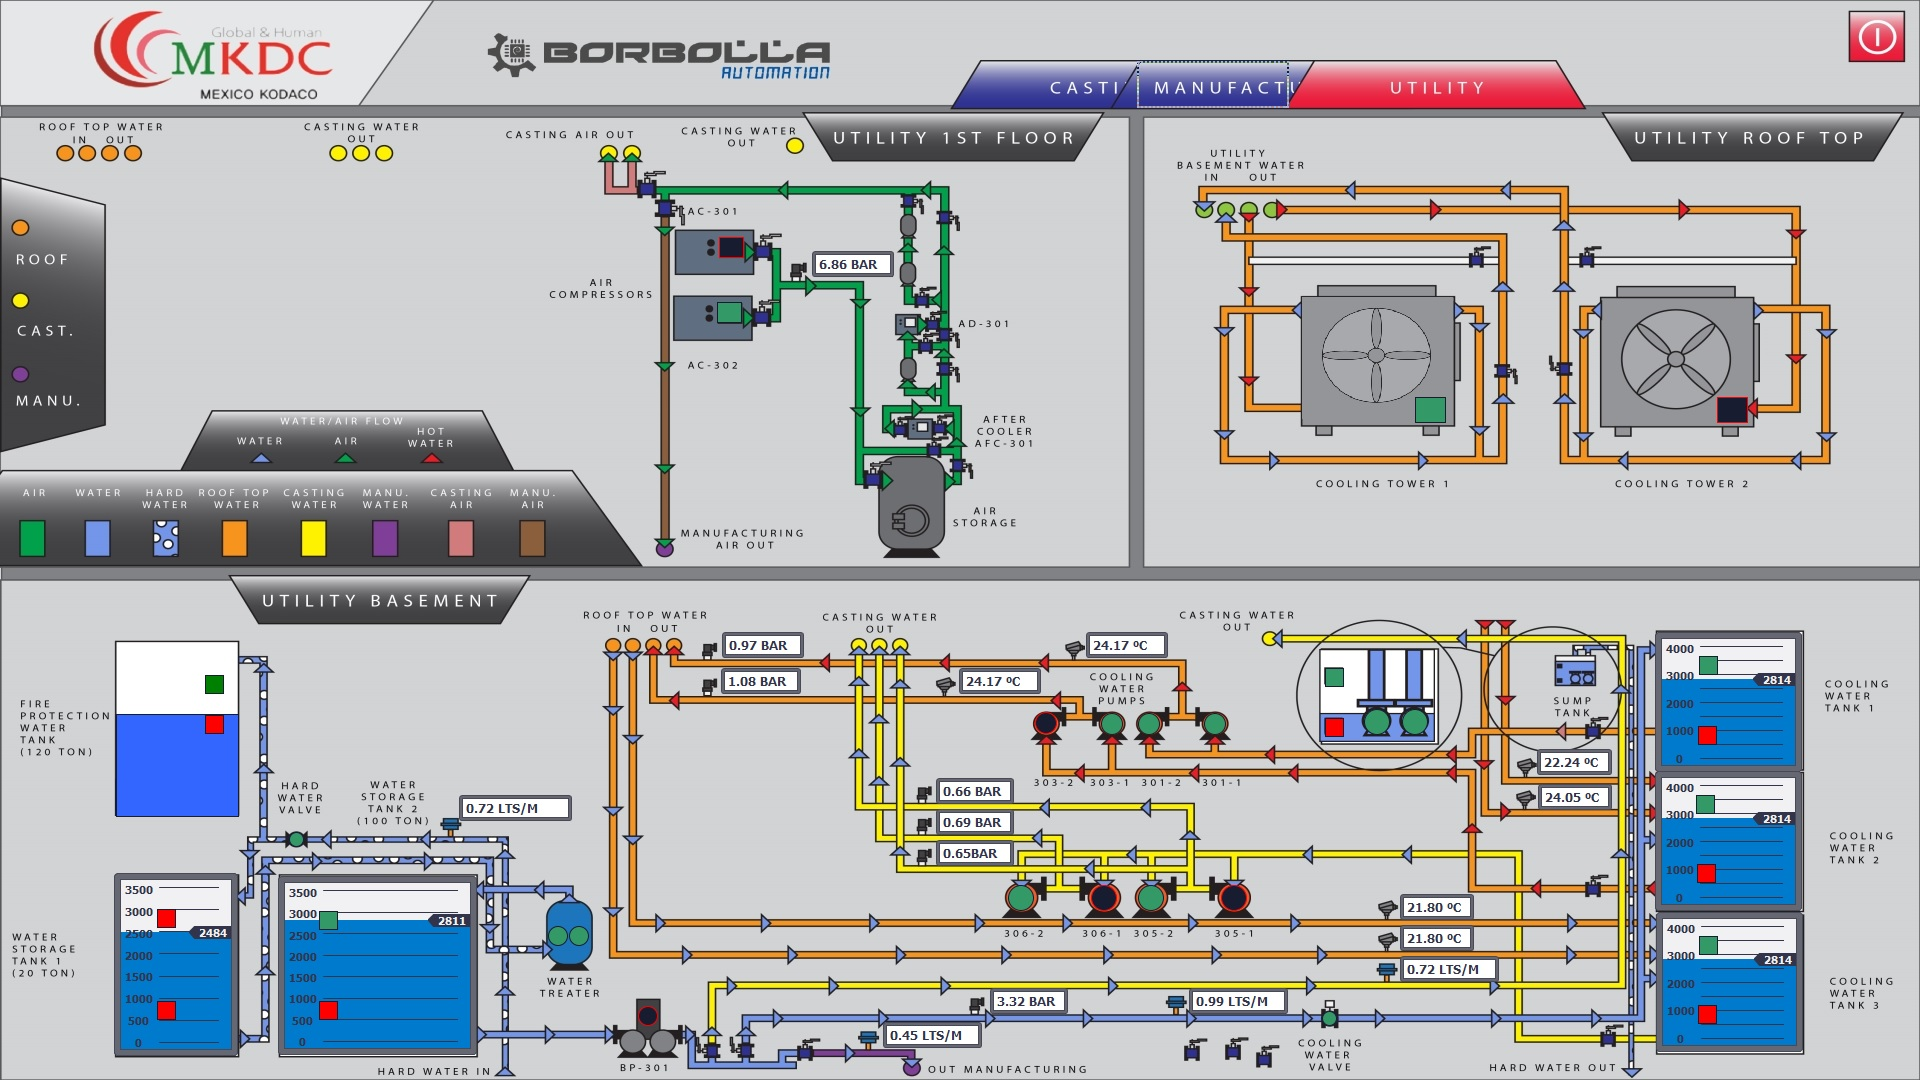 Global & Human
MKDC
MEXICO KODACO
BORBOLLA
AUTOMATION
CASTI
MANUFACTU
UTILITY
ROOF TOP WATER
IN OUT
CASTING WATER
OUT
CASTING AIR OUT
CASTING WATER
OUT
UTILITY 1ST FLOOR
UTILITY ROOF TOP
ROOF
CAST.
MANU.
WATER/AIR FLOW
WATER
AIR
HOT
WATER
AIR
WATER
HARD
WATER
ROOF TOP
WATER
CASTING
WATER
MANU.
WATER
CASTING
AIR
MANU.
AIR
AC-301
AIR
COMPRESSORS
6.86 BAR
AC-302
AD-301
AFTER
COOLER
AFC-301
AIR
STORAGE
MANUFACTURING
AIR OUT
UTILITY
BASEMENT WATER
IN OUT
COOLING TOWER 1
COOLING TOWER 2
UTILITY BASEMENT
FIRE
PROTECTION
WATER
TANK
(120 TON)
HARD
WATER
VALVE
WATER
STORAGE
TANK 2
(100 TON)
0.72 LTS/M
WATER
STORAGE
TANK 1
(20 TON)
3500
3000
2500
2484
2000
1500
1000
500
0
3500
3000
2811
2500
2000
1500
1000
500
0
WATER
TREATER
HARD WATER IN
BP-301
ROOF TOP WATER
IN OUT
0.97 BAR
1.08 BAR
CASTING WATER
OUT
24.17 ºC
24.17 ºC
COOLING
WATER
PUMPS
303-2
303-1
301-2
301-1
0.66 BAR
0.69 BAR
0.65BAR
306-2
306-1
305-2
305-1
CASTING WATER
OUT
SUMP
TANK
22.24 ºC
24.05 ºC
21.80 ºC
21.80 ºC
0.72 LTS/M
3.32 BAR
0.99 LTS/M
0.45 LTS/M
OUT MANUFACTURING
COOLING
WATER
VALVE
HARD WATER OUT
4000
3000
2814
2000
1000
0
COOLING
WATER
TANK 1
4000
3000
2814
2000
1000
0
COOLING
WATER
TANK 2
4000
3000
2814
2000
1000
0
COOLING
WATER
TANK 3